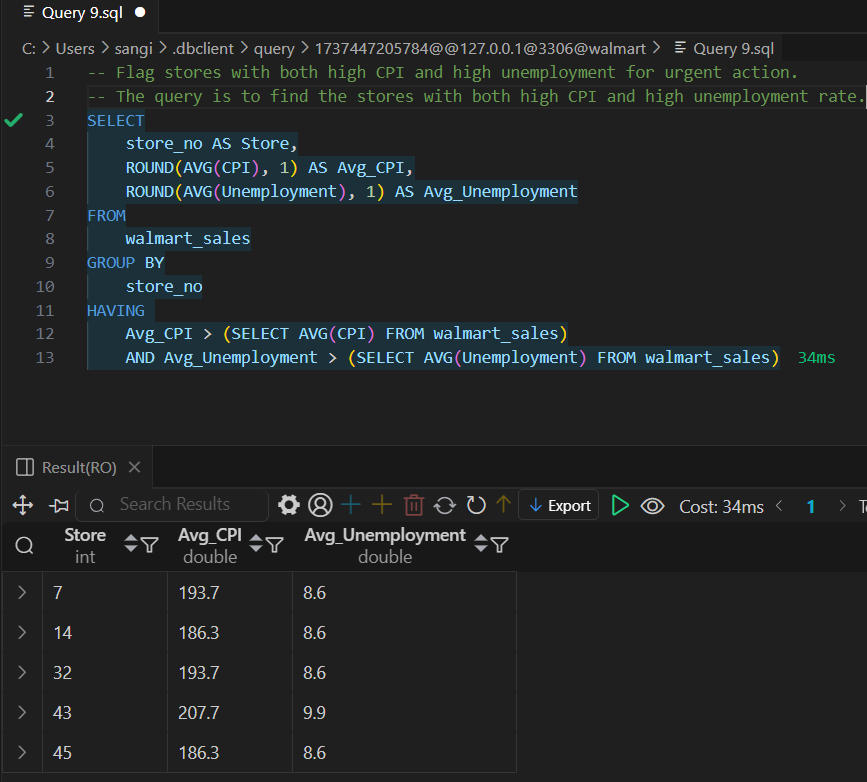 Query 9.sql
C: > Users > sangi > .dbclient > query > 1737447205784@@127.0.0.1@3306@walmart > Query 9.sql
1 -- Flag stores with both high CPI and high unemployment for urgent action.
2 -- The query is to find the stores with both high CPI and high unemployment rate.
3 SELECT
4 store_no AS Store,
5 ROUND(AVG(CPI), 1) AS Avg_CPI,
6 ROUND(AVG(Unemployment), 1) AS Avg_Unemployment
7 FROM
8 walmart_sales
9 GROUP BY
10 store_no
11 HAVING
12 Avg_CPI > (SELECT AVG(CPI) FROM walmart_sales)
13 AND Avg_Unemployment > (SELECT AVG(Unemployment) FROM walmart_sales) 34ms
Result(RO)
Search Results Export Cost: 34ms < 1 >
Store Avg_CPI Avg_Unemployment
int double double
7 193.7 8.6
14 186.3 8.6
32 193.7 8.6
43 207.7 9.9
45 186.3 8.6